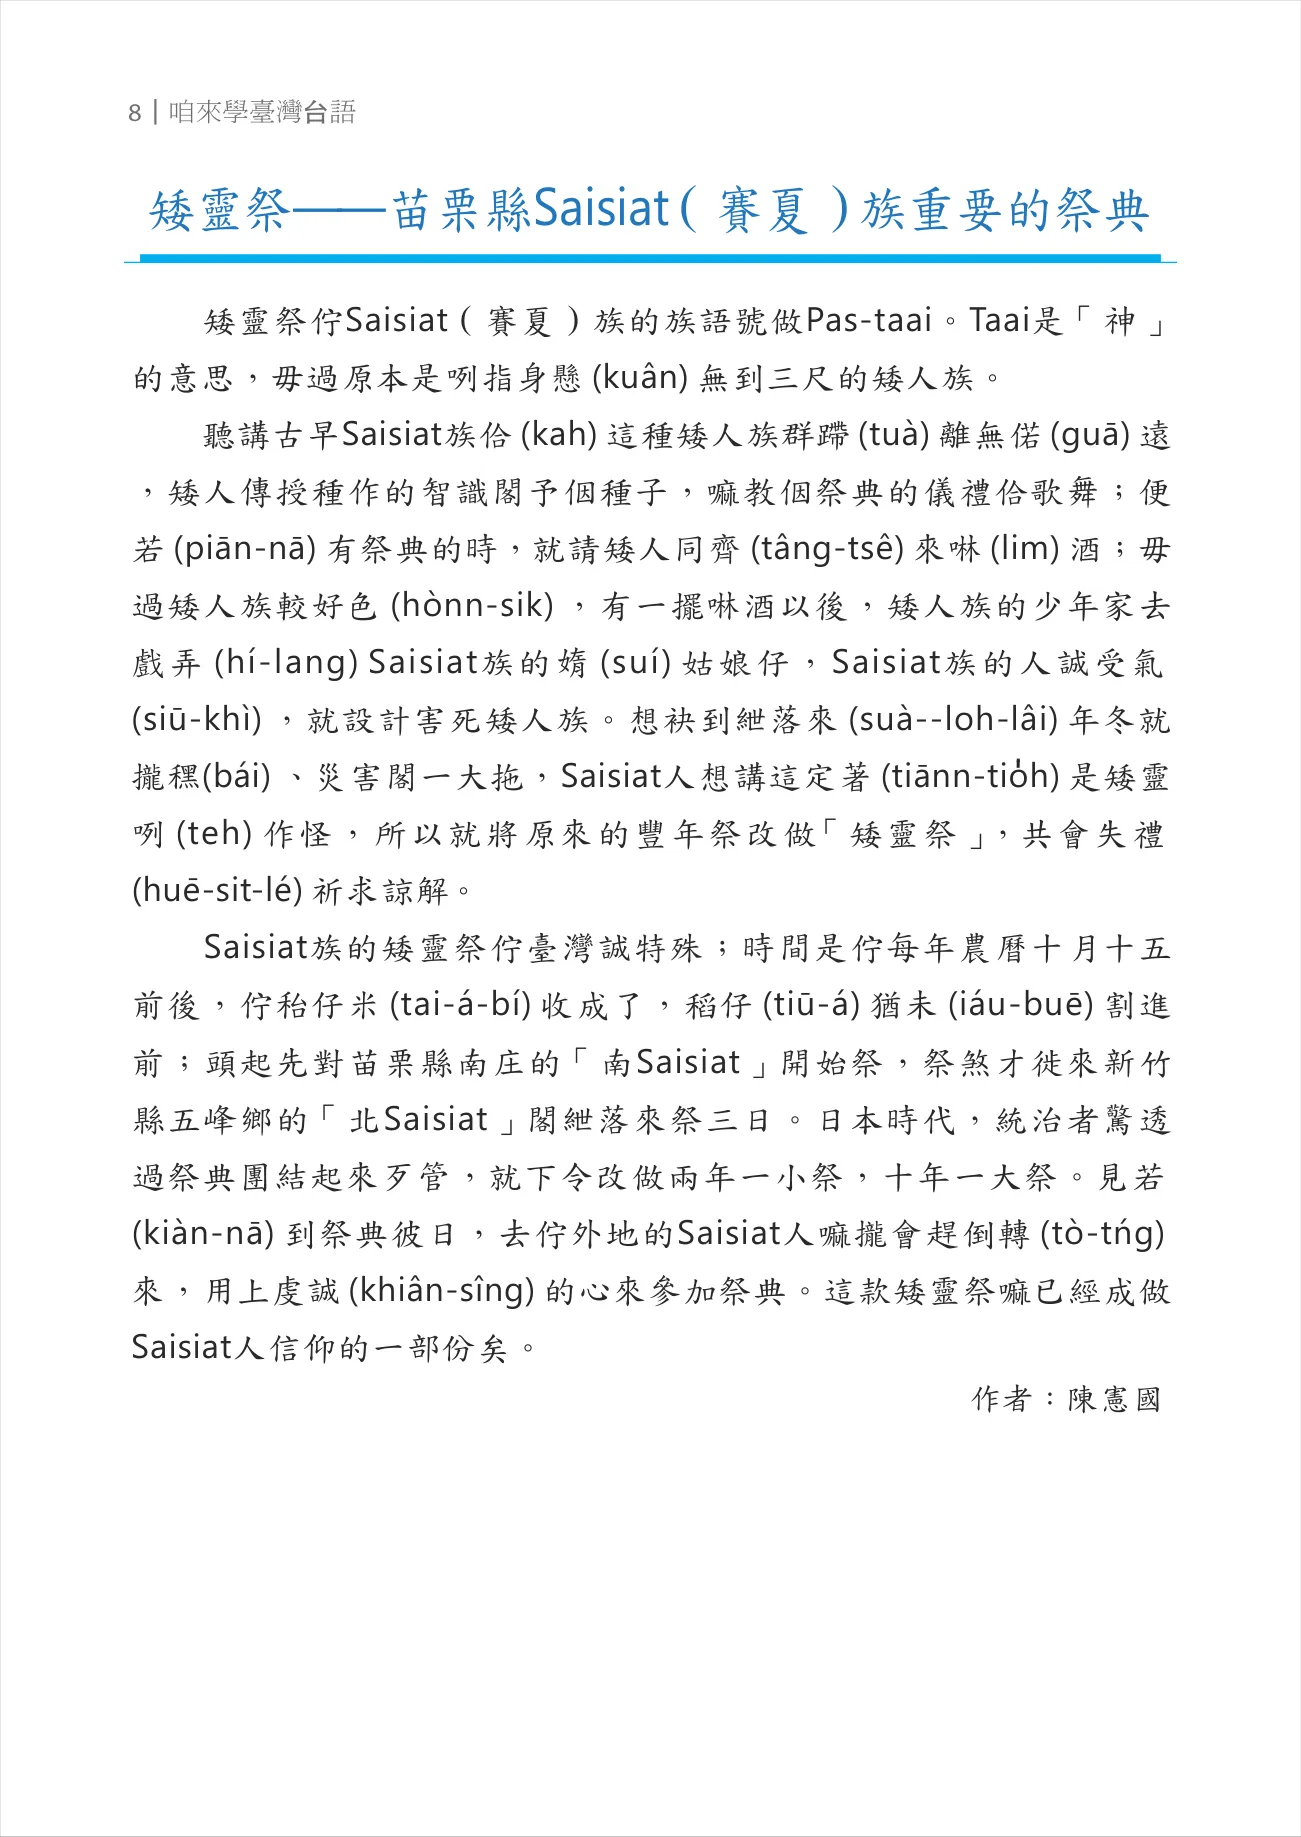 8｜咱來學臺灣台語
矮靈祭——苗栗縣Saisiat（賽夏）族重要的祭典
矮靈祭佇Saisiat（賽夏）族的族語號做Pas-taai。Taai是「神」
的意思，毋過原本是咧指身懸 (kuân) 無到三尺的矮人族。
聽講古早Saisiat族佮 (kah) 這種矮人族群蹛 (tuà) 離無偌 (guā) 遠
，矮人傳授種作的智識閣予𪜶種子，嘛教𪜶祭典的儀禮佮歌舞；便
若 (piān-nā) 有祭典的時，就請矮人同齊 (tâng-tsê) 來啉 (lim) 酒；毋
過矮人族較好色 (hònn-sik) ，有一擺啉酒以後，矮人族的少年家去
戲弄 (hí-lang) Saisiat族的媠 (suí) 姑娘仔，Saisiat族的人誠受氣
(siū-khì) ，就設計害死矮人族。想袂到紲落來 (suà--loh-lâi) 年冬就
攏䆀(bái) 、災害閣一大拖，Saisiat人想講這定著 (tiānn-tio̍h) 是矮靈
咧 (teh) 作怪，所以就將原來的豐年祭改做「矮靈祭」，共會失禮
(huē-sit-lé) 祈求諒解。
Saisiat族的矮靈祭佇臺灣誠特殊；時間是佇每年農曆十月十五
前後，佇秮仔米 (tai-á-bí) 收成了，稻仔 (tiū-á) 猶未 (iáu-buē) 割進
前；頭起先對苗栗縣南庄的「南Saisiat」開始祭，祭煞才徙來新竹
縣五峰鄉的「北Saisiat」閣紲落來祭三日。日本時代，統治者驚透
過祭典團結起來歹管，就下令改做兩年一小祭，十年一大祭。見若
(kiàn-nā) 到祭典彼日，去佇外地的Saisiat人嘛攏會趕倒轉 (tò-tńg)
來，用上虔誠 (khiân-sîng) 的心來參加祭典。這款矮靈祭嘛已經成做
Saisiat人信仰的一部份矣。
作者：陳憲國